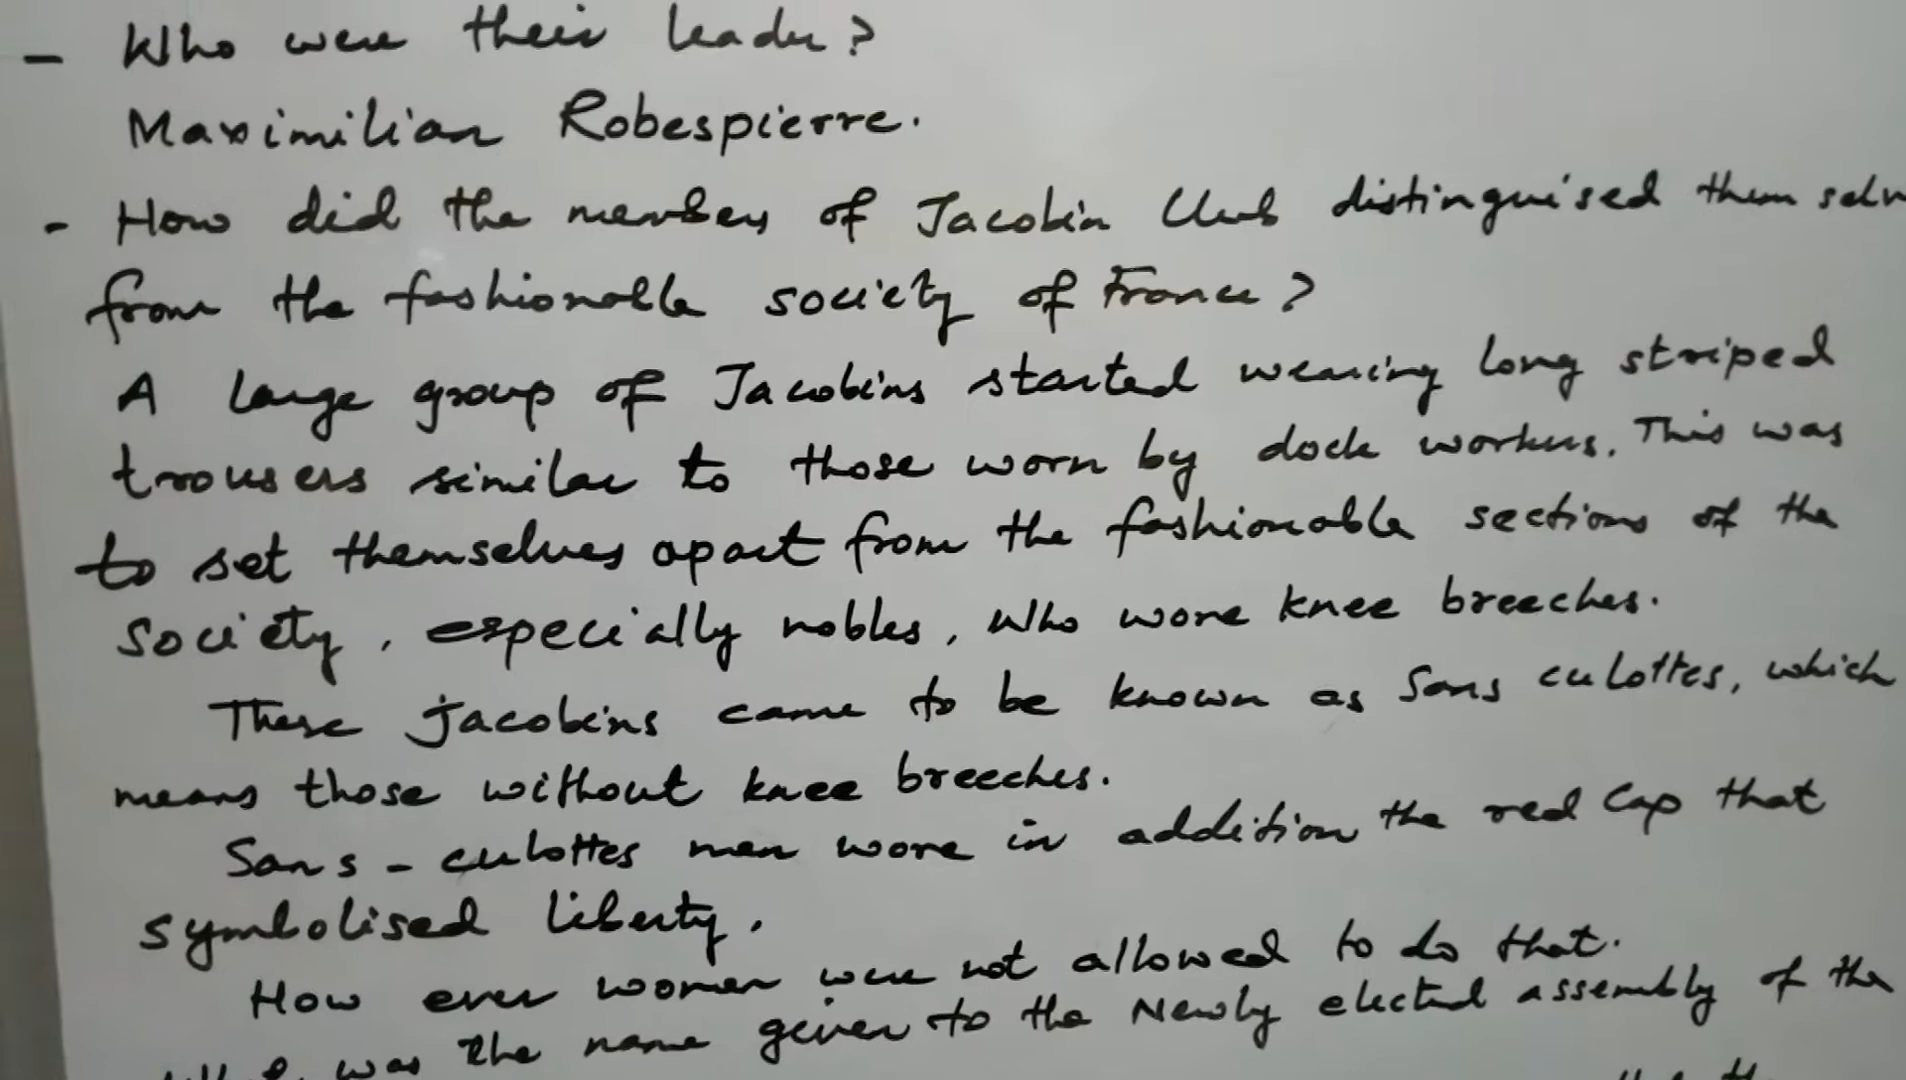 - Who were their leader?
Maximilian Robespierre.
- How did the members of Jacobin Club distinguised them selv
from the fashionable society of France?
A large group of Jacobins started wearing long striped
trousers similar to those worn by dock workers. This was
to set themselves apart from the fashionable sections of the
society, especially nobles, who wore knee breeches.
These jacobins came to be known as Sans culottes, which
means those without knee breeches.
Sans-culottes men wore in addition the red Cap that
symbolised liberty.
How ever women were not allowed to do that.
was the name given to the Newly elected assembly of the